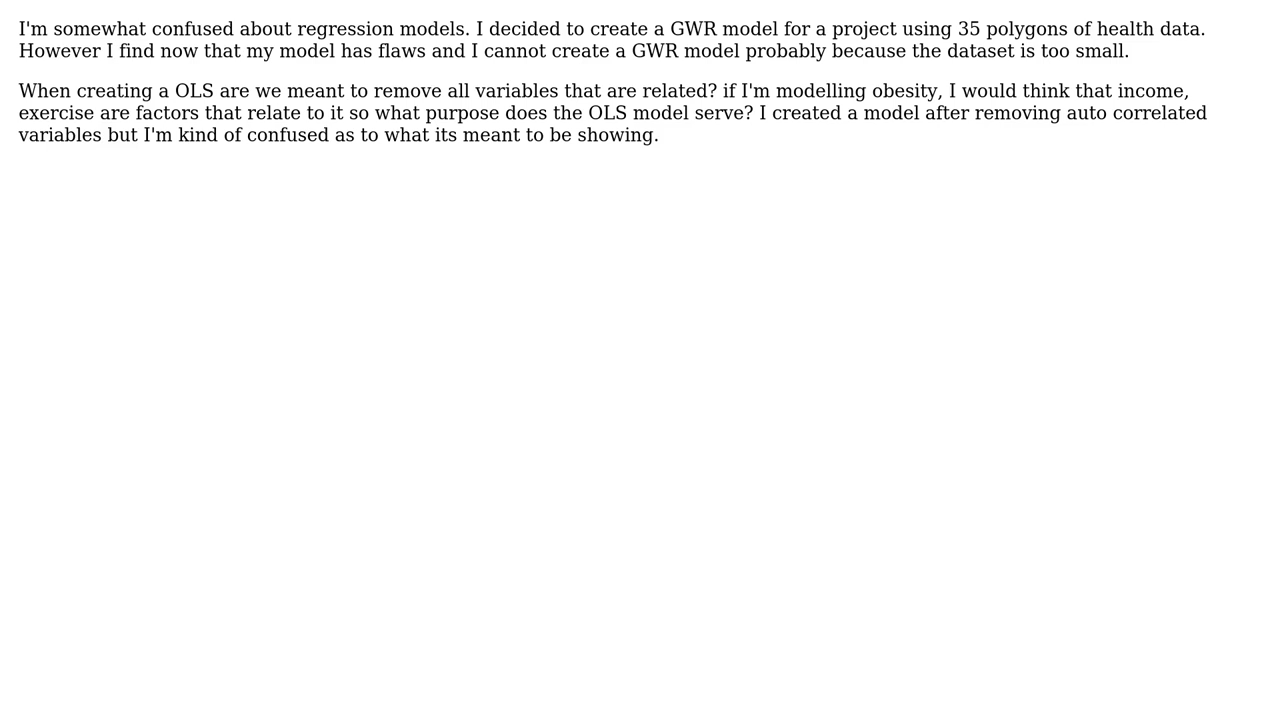 I'm somewhat confused about regression models. I decided to create a GWR model for a project using 35 polygons of health data.
However I find now that my model has flaws and I cannot create a GWR model probably because the dataset is too small.
When creating a OLS are we meant to remove all variables that are related? if I'm modelling obesity, I would think that income,
exercise are factors that relate to it so what purpose does the OLS model serve? I created a model after removing auto correlated
variables but I'm kind of confused as to what its meant to be showing.